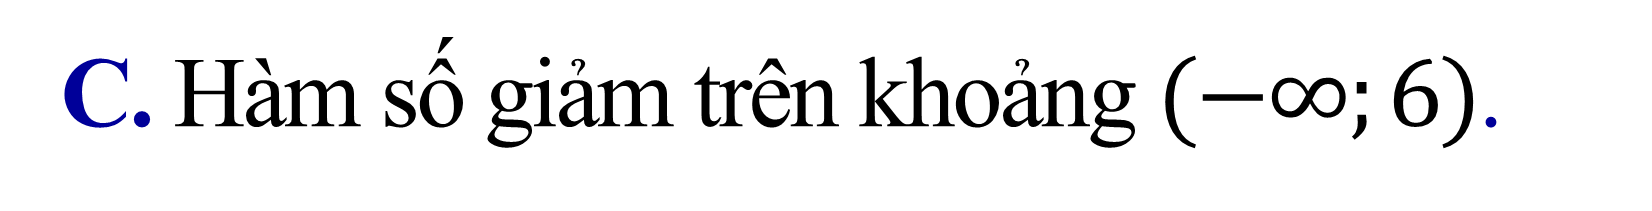 C. Hàm số giảm trên khoảng (−∞; 6).